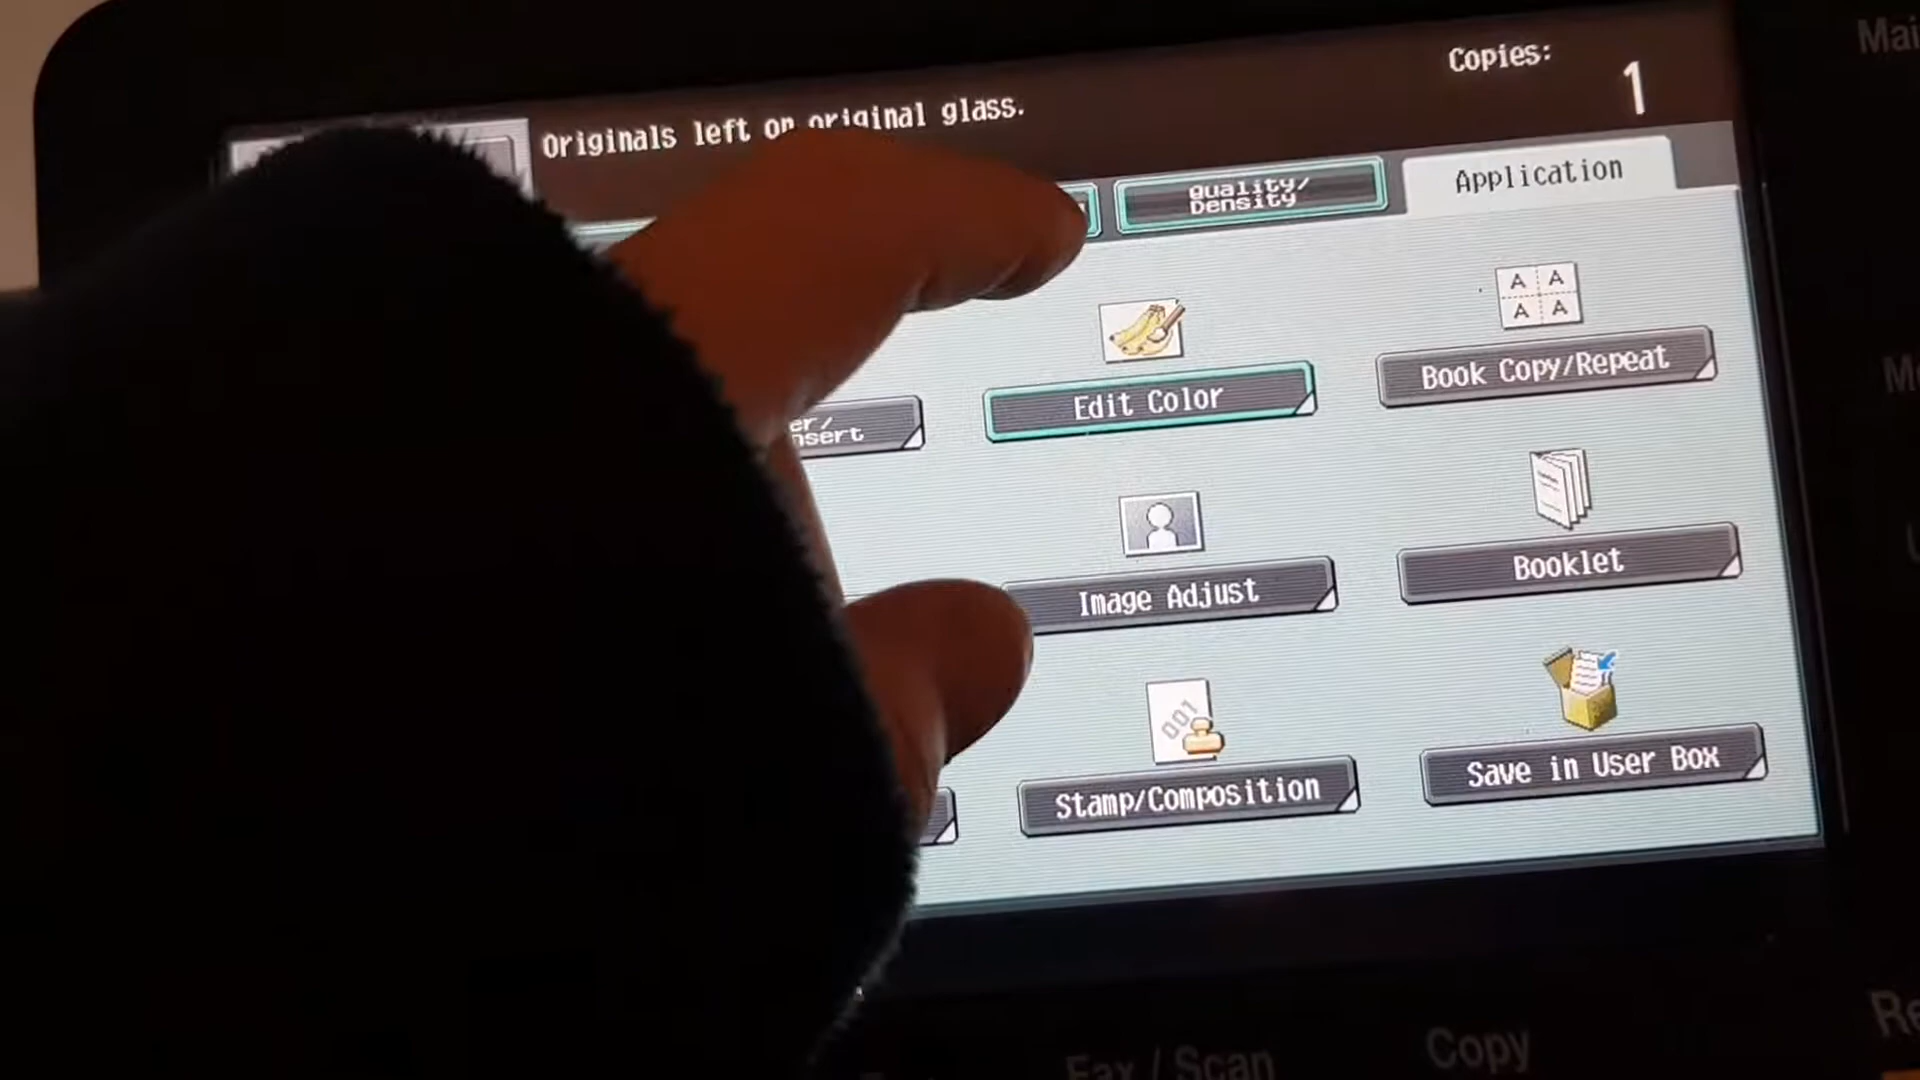 Copies:
1
Originals left on original glass.
Quality/
Density
Application
A A
A A
Edit Color
Book Copy/Repeat
Image Adjust
Booklet
001
Stamp/Composition
Save in User Box
Fax / Scan
Copy